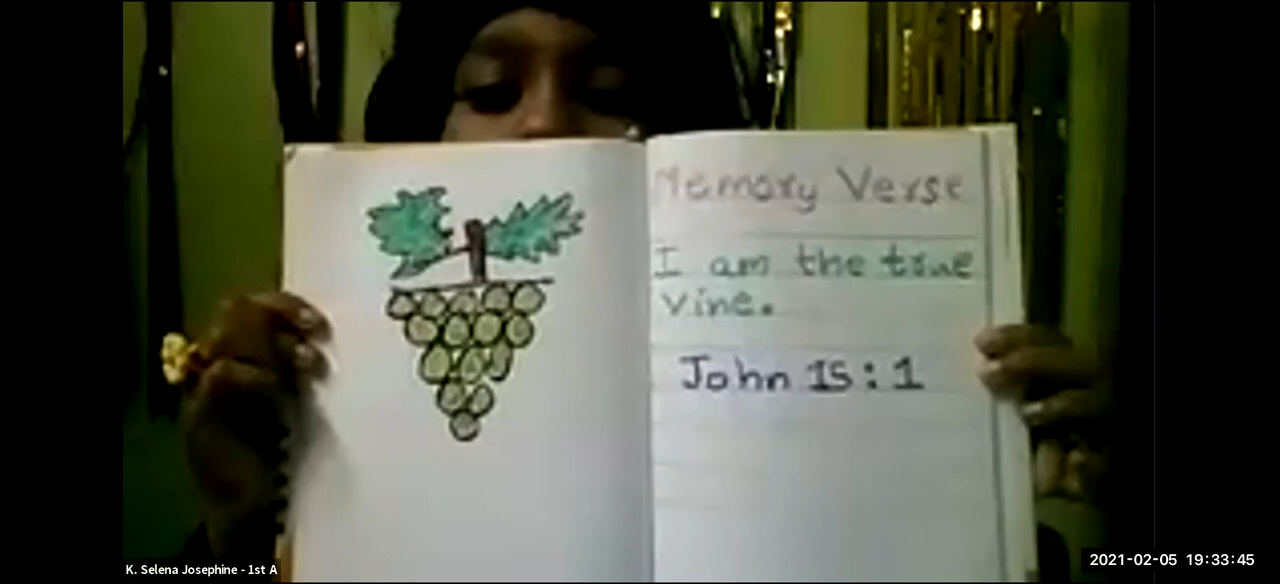 Memory Verse
I am the true
vine.
John 15 : 1
K. Selena Josephine - 1st A
2021-02-05 19:33:45